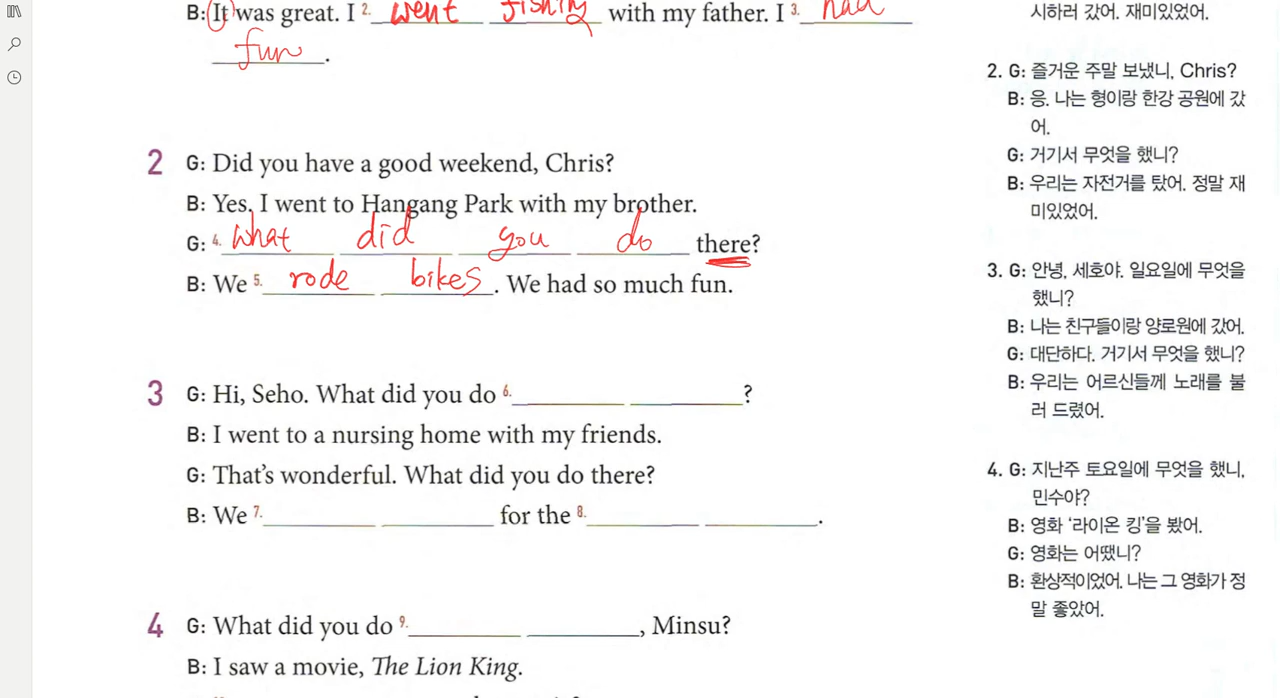 B: It was great. I 2. went fishing with my father. I 3. had
fun.
2 G: Did you have a good weekend, Chris?
B: Yes. I went to Hangang Park with my brother.
G: 4. What did you do there?
B: We 5. rode bikes. We had so much fun.
3 G: Hi, Seho. What did you do 6. ?
B: I went to a nursing home with my friends.
G: That's wonderful. What did you do there?
B: We 7. for the 8. .
4 G: What did you do 9. , Minsu?
B: I saw a movie, The Lion King.
시하러 갔어. 재미있었어.
2. G: 즐거운 주말 보냈니, Chris?
B: 응. 나는 형이랑 한강 공원에 갔
어.
G: 거기서 무엇을 했니?
B: 우리는 자전거를 탔어. 정말 재
미있었어.
3. G: 안녕, 세호야. 일요일에 무엇을
했니?
B: 나는 친구들이랑 양로원에 갔어.
G: 대단하다. 거기서 무엇을 했니?
B: 우리는 어르신들께 노래를 불
러 드렸어.
4. G: 지난주 토요일에 무엇을 했니,
민수야?
B: 영화 '라이온 킹'을 봤어.
G: 영화는 어땠니?
B: 환상적이었어. 나는 그 영화가 정
말 좋았어.